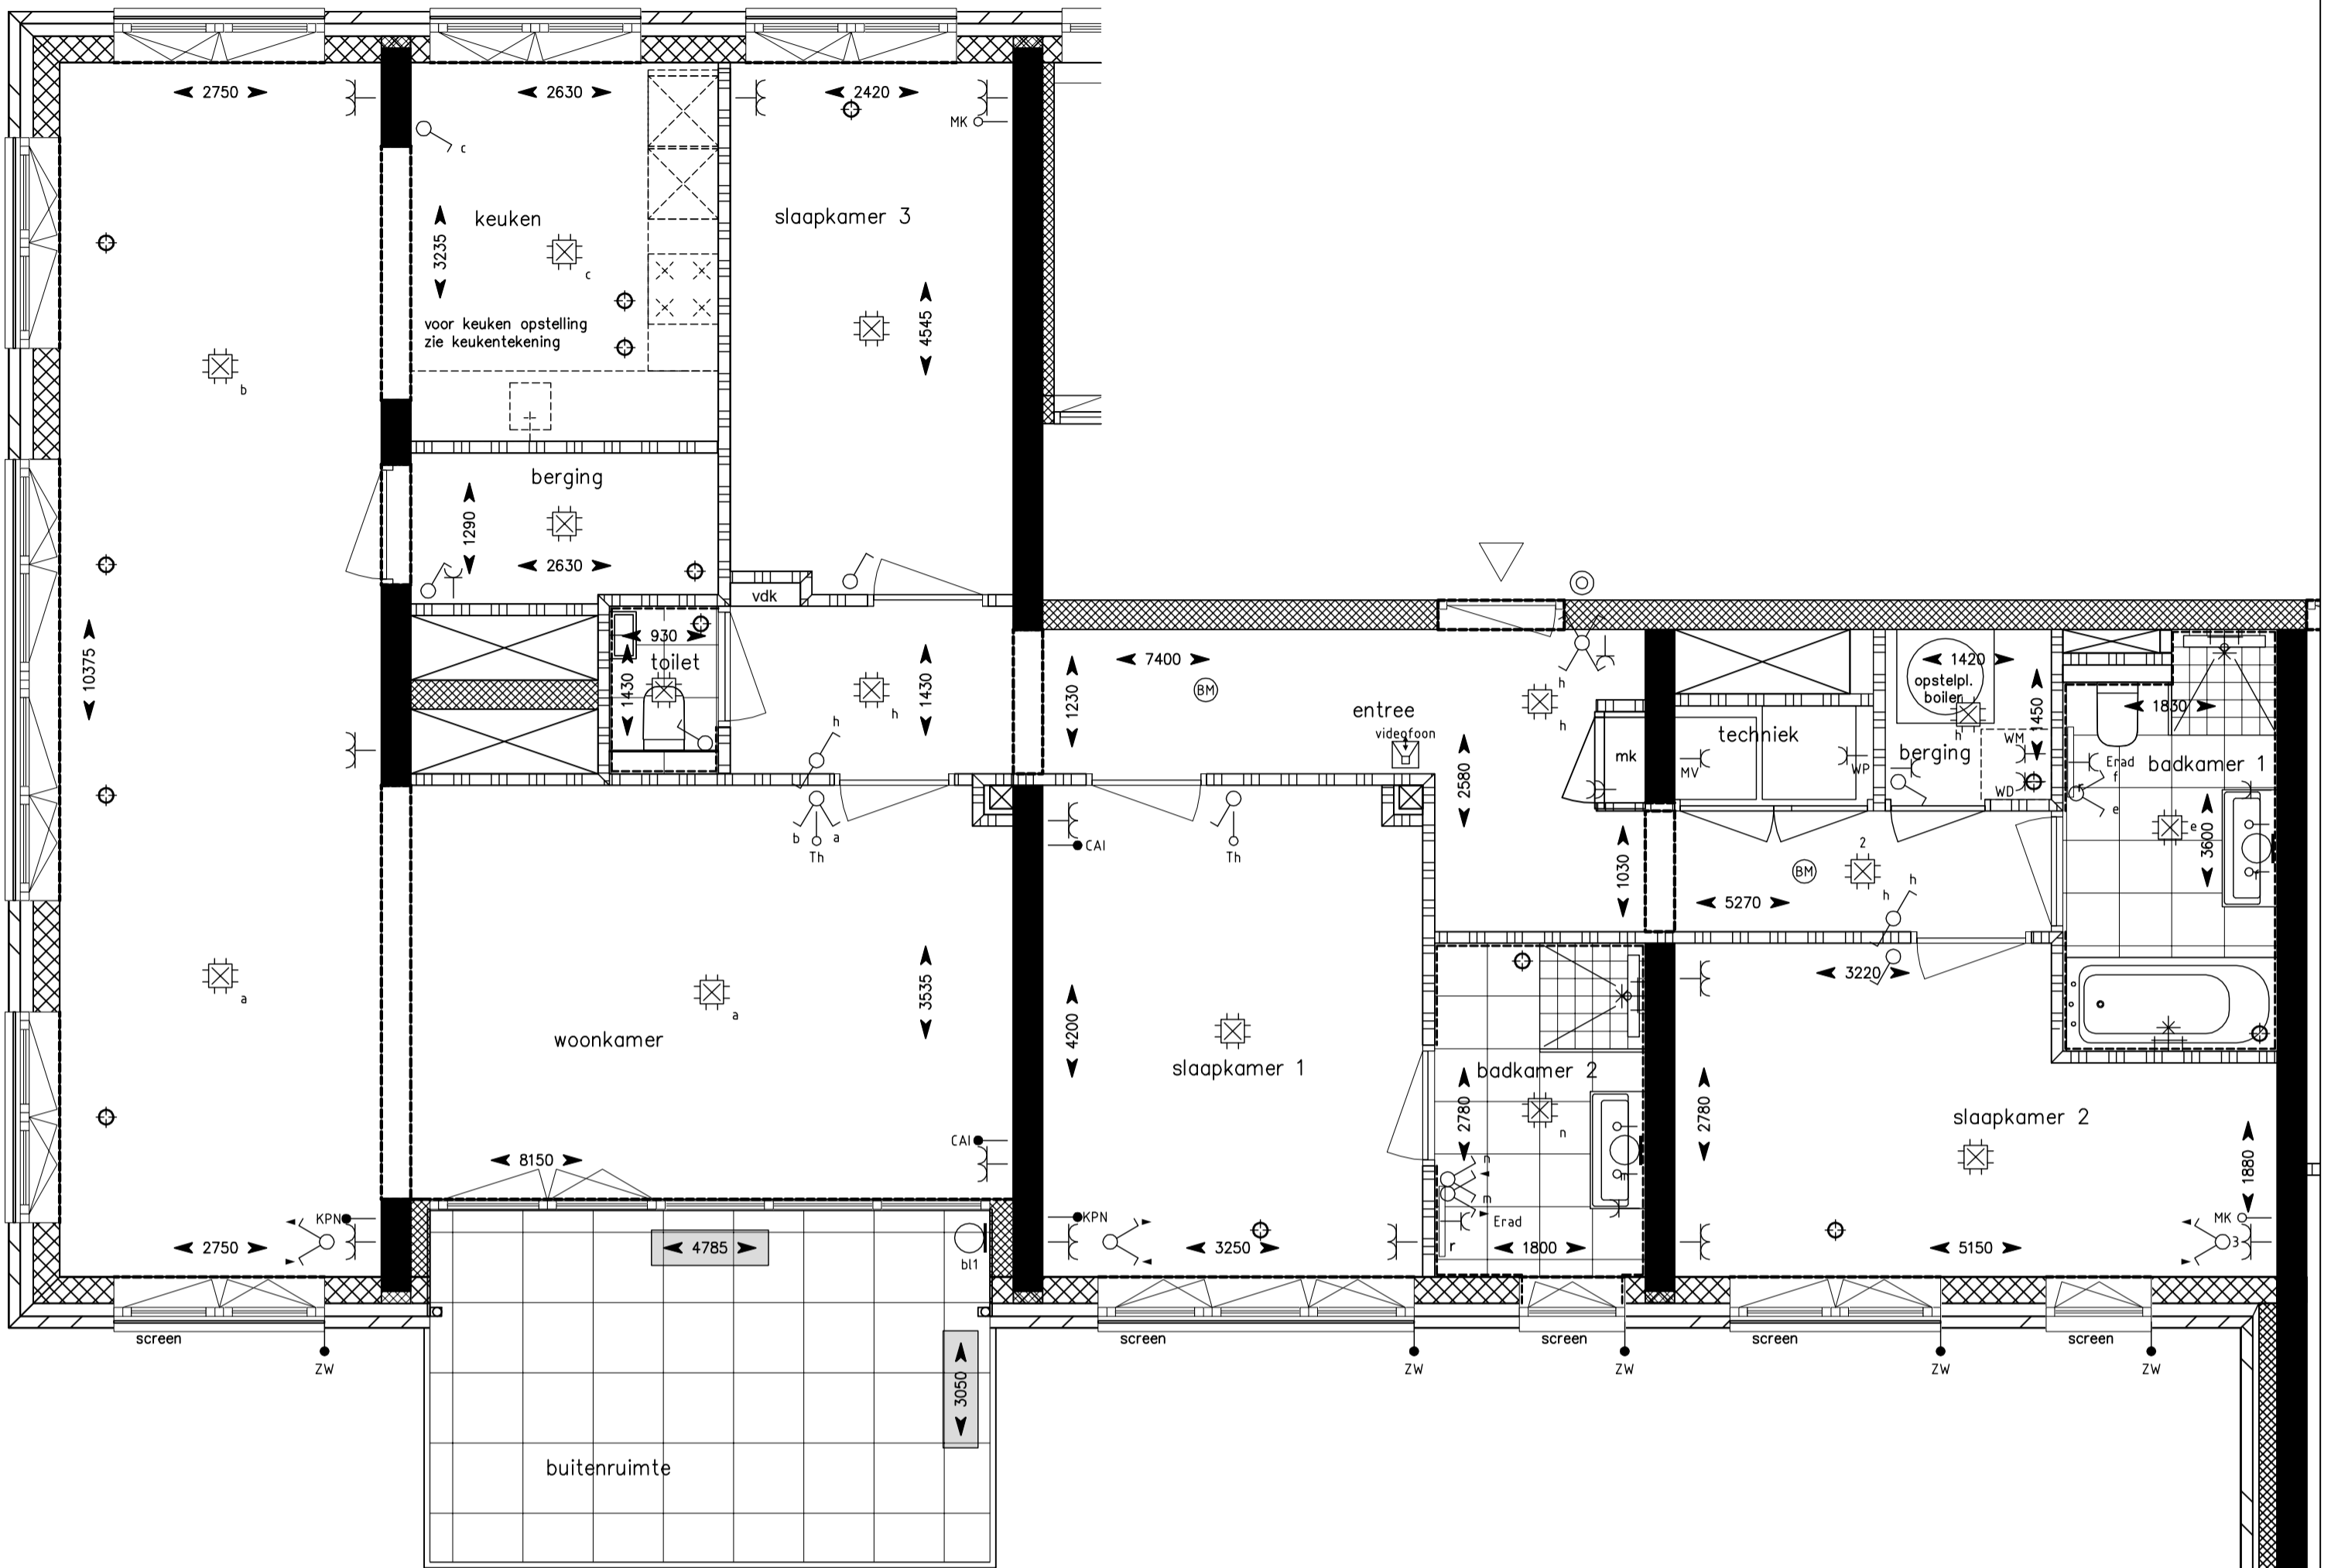 2750
2630
2420
MK
c
keuken
slaapkamer 3
3235
c
voor keuken opstelling
zie keukentekening
4545
b
berging
1290
2630
vdk
930
toilet
1430
1430
h
h
10375
7400
BM
1230
entree
videofoon
h
h
2580
mk
1420
opstelpl.
boiler
h
1450
techniek
MV
WP
berging
WM
WD
1830
Erad
f
badkamer 1
r
e
e
3600
f
b
a
Th
CAI
Th
1030
2
BM
h
h
5270
3220
a
a
3535
woonkamer
4200
slaapkamer 1
badkamer 2
2780
n
n
m
m
Erad
r
1800
2780
slaapkamer 2
1880
MK
3
5150
CAI
8150
KPN
2750
4785
bl1
KPN
3250
screen
ZW
screen
ZW
screen
ZW
screen
ZW
screen
ZW
3050
buitenruimte